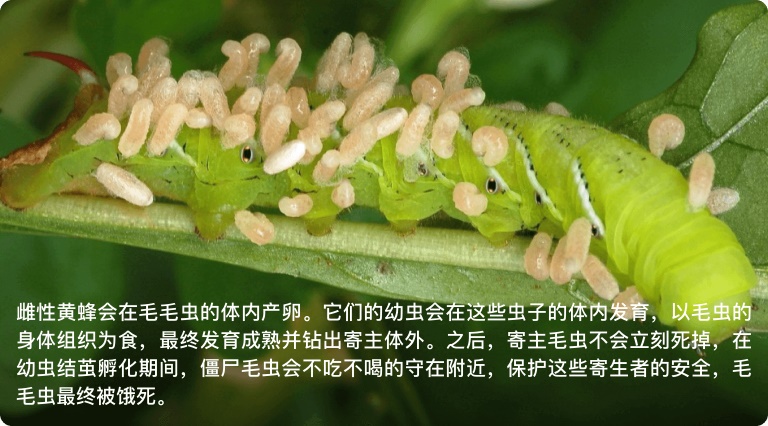 雌性黄蜂会在毛毛虫的体内产卵。它们的幼虫会在这些虫子的体内发育，以毛虫的
身体组织为食，最终发育成熟并钻出寄主体外。之后，寄主毛虫不会立刻死掉，在
幼虫结茧孵化期间，僵尸毛虫会不吃不喝的守在附近，保护这些寄生者的安全，毛
毛虫最终被饿死。